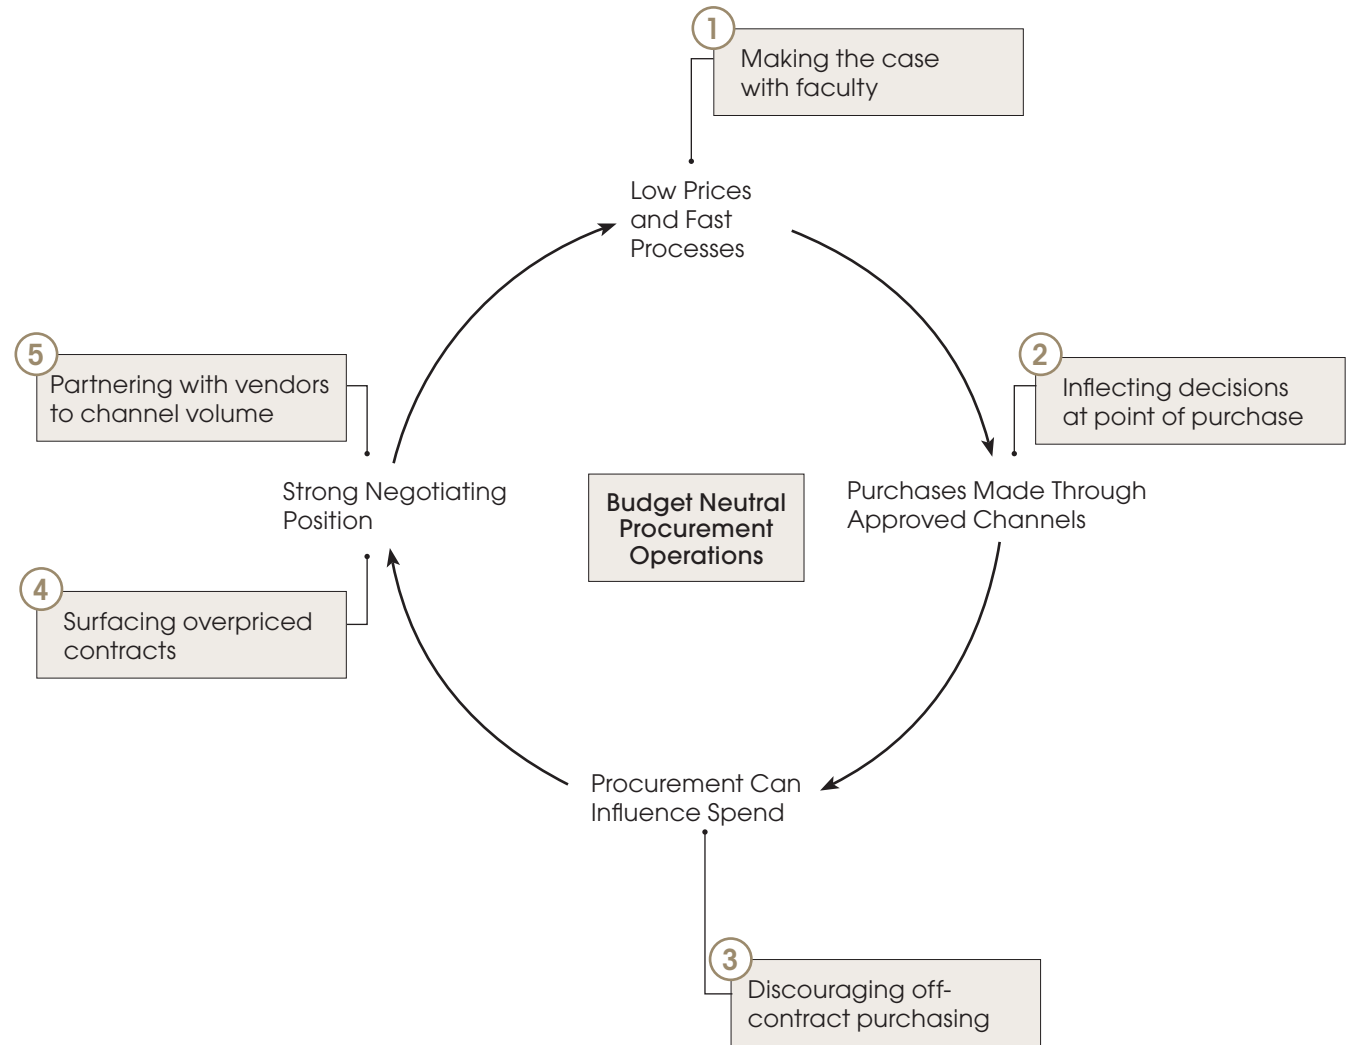 1
Making the case
with faculty
Low Prices
and Fast
Processes
2
Inflecting decisions
at point of purchase
Purchases Made Through
Approved Channels
Budget Neutral
Procurement
Operations
Procurement Can
Influence Spend
3
Discouraging off-
contract purchasing
4
Surfacing overpriced
contracts
Strong Negotiating
Position
5
Partnering with vendors
to channel volume